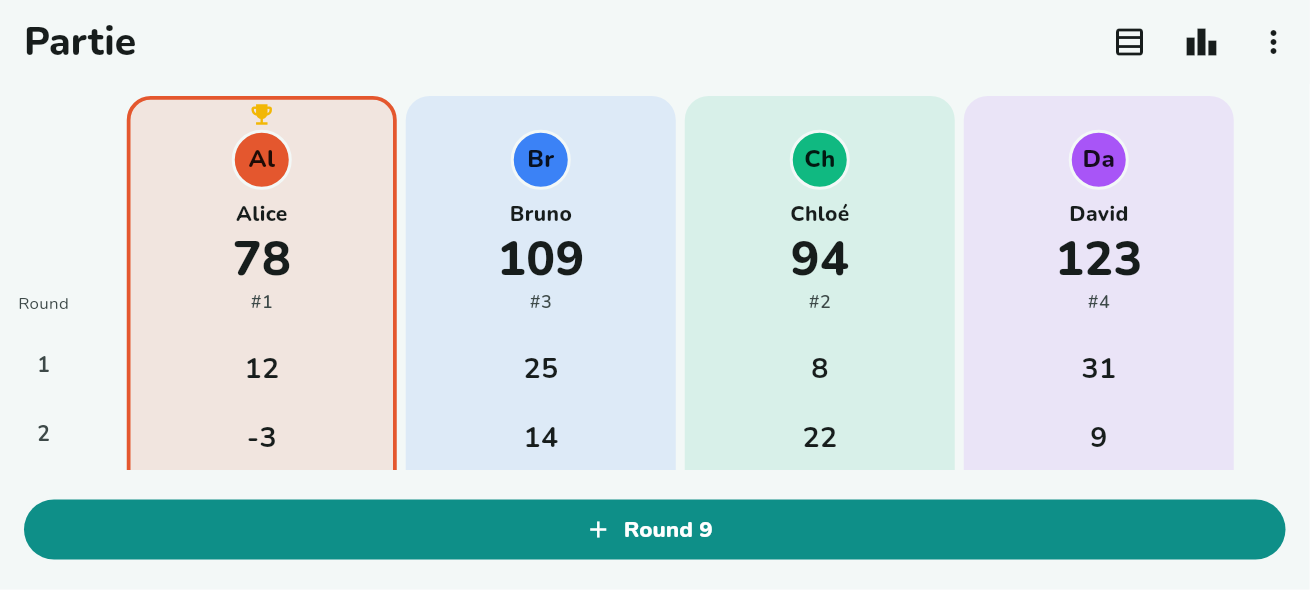 Partie
Al Br Ch Da
Alice Bruno Chloé David
78 109 94 123
Round #1 #3 #2 #4
1 12 25 8 31
2 -3 14 22 9
+ Round 9